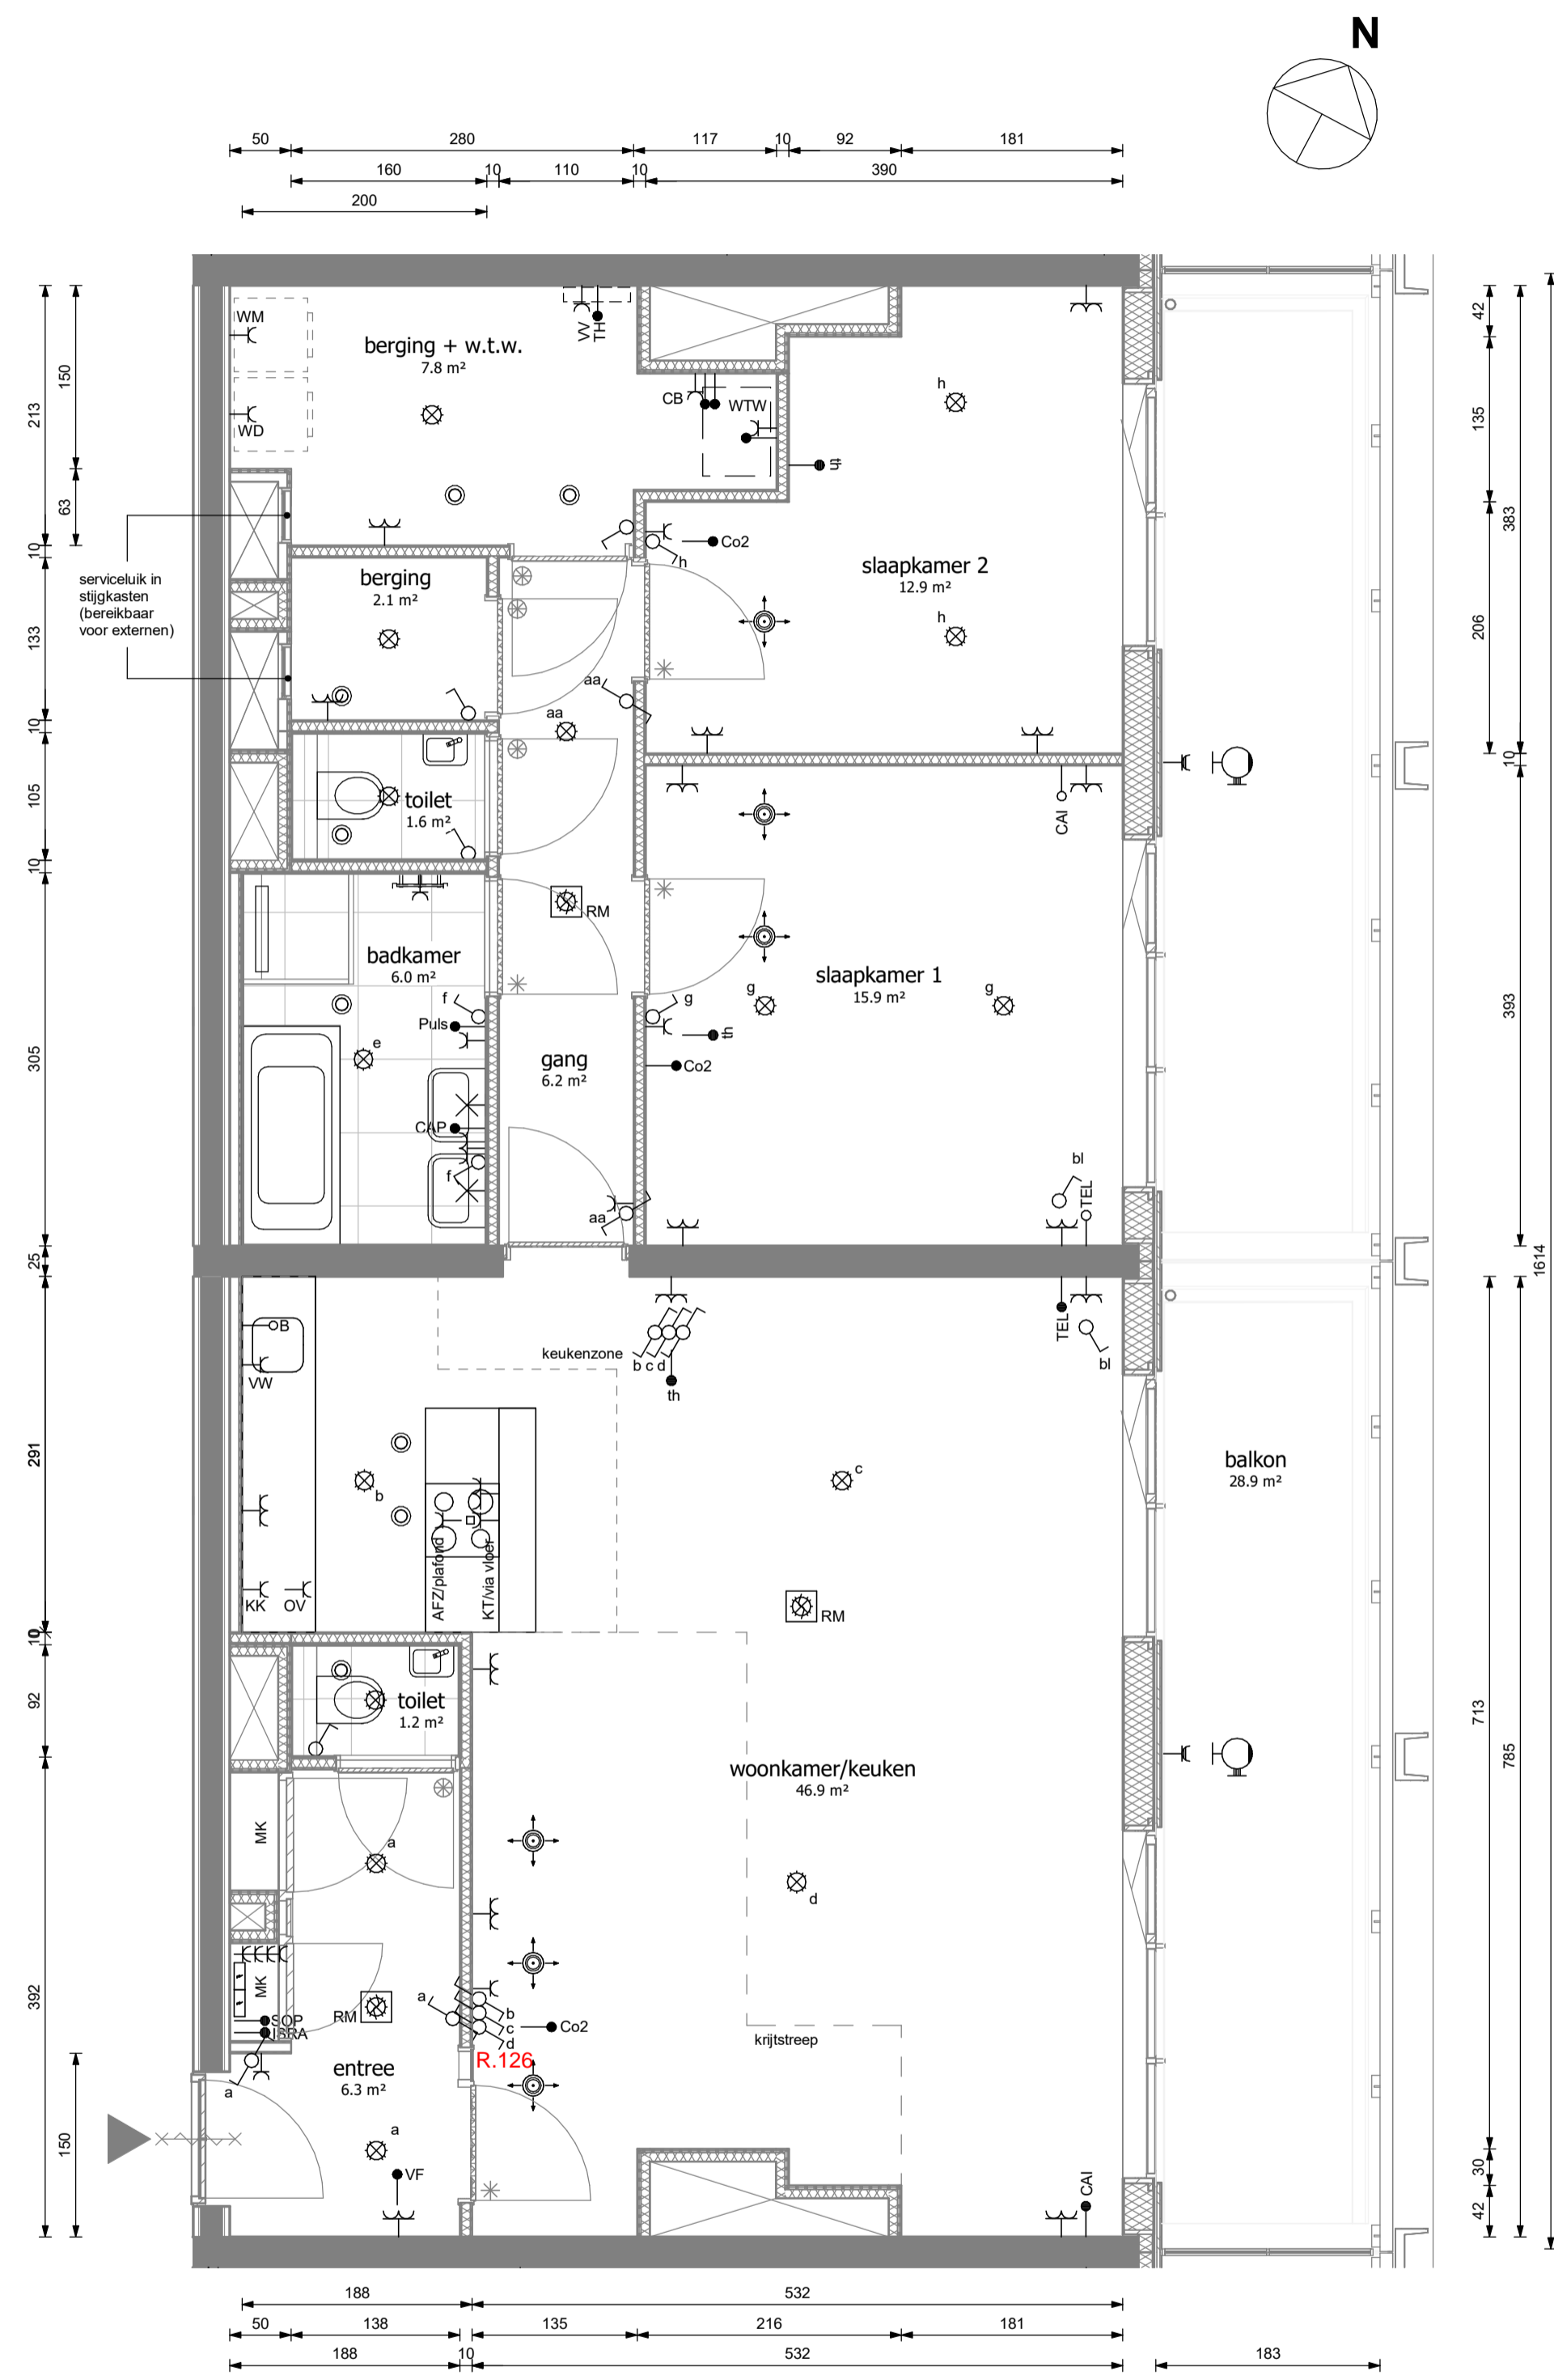 N
50
280
117
10
92
181
160
10
110
10
390
200
WM
berging + w.t.w.
7.8 m²
VV
TH
WD
CB
WTW
h
th
42
150
213
135
383
63
10
Co2
h
slaapkamer 2
12.9 m²
serviceluik in
stijgkasten
(bereikbaar
voor externen)
berging
2.1 m²
133
206
h
aa
aa
10
10
105
toilet
1.6 m²
CAI
10
RM
badkamer
6.0 m²
f
Puls
e
g
slaapkamer 1
15.9 m²
g
g
th
Co2
393
305
gang
6.2 m²
CAP
f
aa
bl
TEL
25
1614
B
VW
keukenzone
b c d
th
TEL
bl
291
b
c
balkon
28.9 m²
AFZ/plafond
KT/via vloer
KK
OV
RM
10
92
toilet
1.2 m²
713
785
woonkamer/keuken
46.9 m²
MK
a
d
392
MK
RM
a
b
c
d
Co2
SOP
ISRA
R.126
krijtstreep
a
entree
6.3 m²
150
a
VF
CAI
30
42
188
532
50
138
135
216
181
188
10
532
183